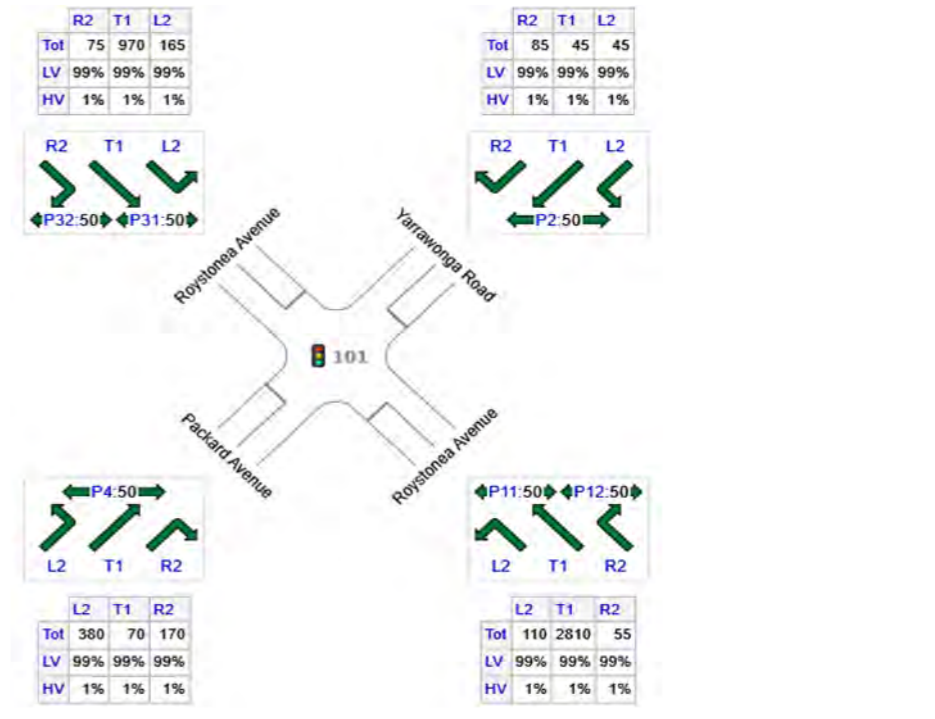 R2 T1 L2
Tot 75 970 165
LV 99% 99% 99%
HV 1% 1% 1%
R2 T1 L2
Tot 85 45 45
LV 99% 99% 99%
HV 1% 1% 1%
R2 T1 L2
P32:50 P31:50
R2 T1 L2
P2:50
Roystonea Avenue
Yarrawonga Road
101
Packard Avenue
Roystonea Avenue
P4:50
L2 T1 R2
P11:50 P12:50
L2 T1 R2
L2 T1 R2
Tot 380 70 170
LV 99% 99% 99%
HV 1% 1% 1%
L2 T1 R2
Tot 110 2810 55
LV 99% 99% 99%
HV 1% 1% 1%